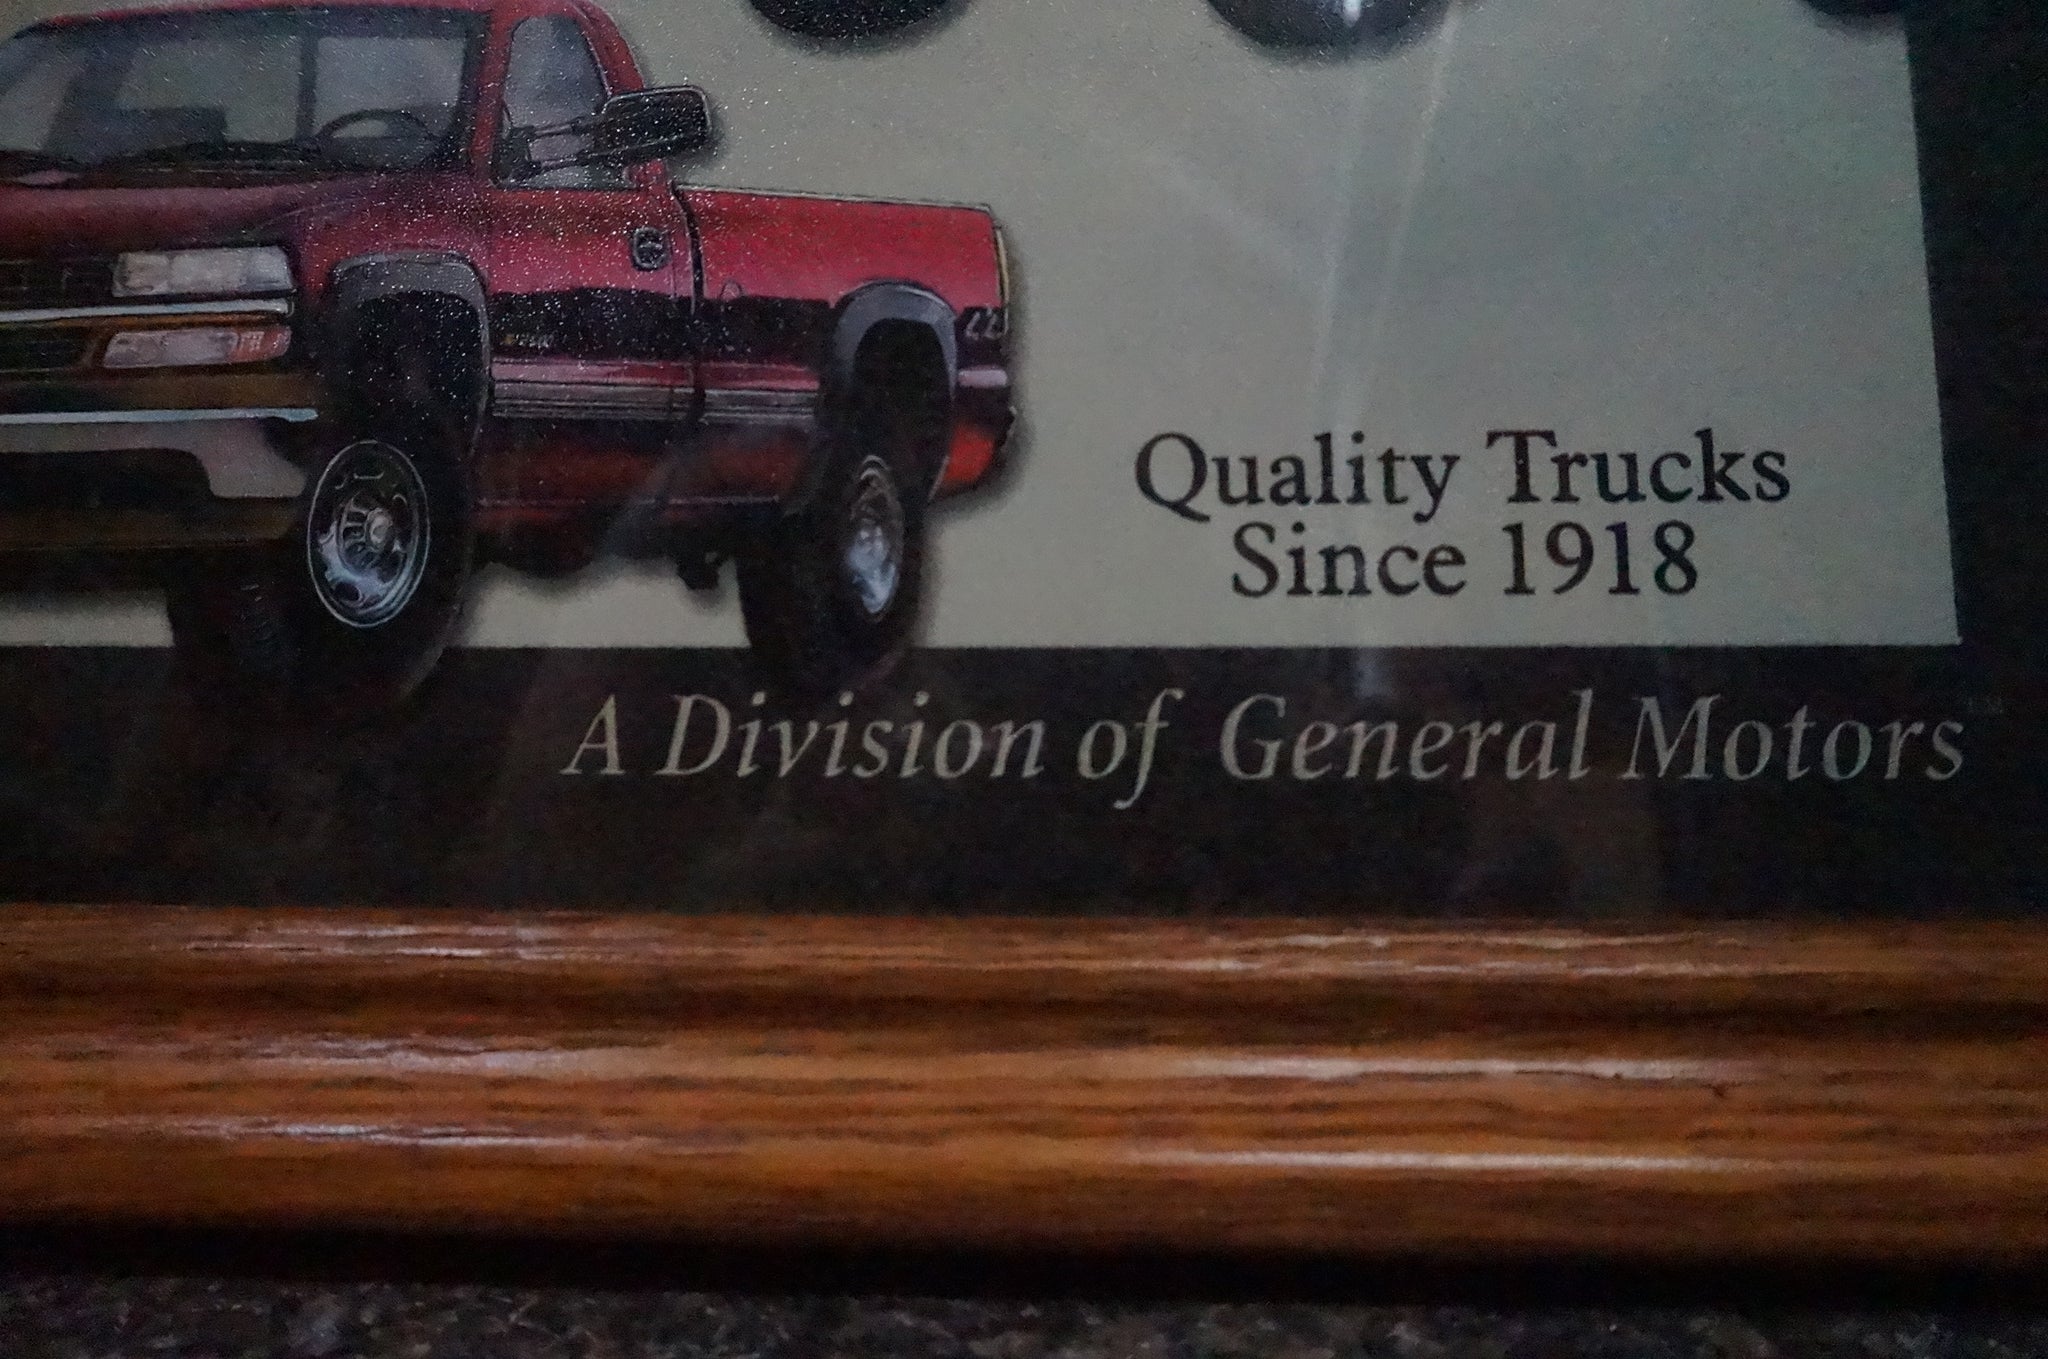 Quality Trucks
Since 1918
A Division of General Motors